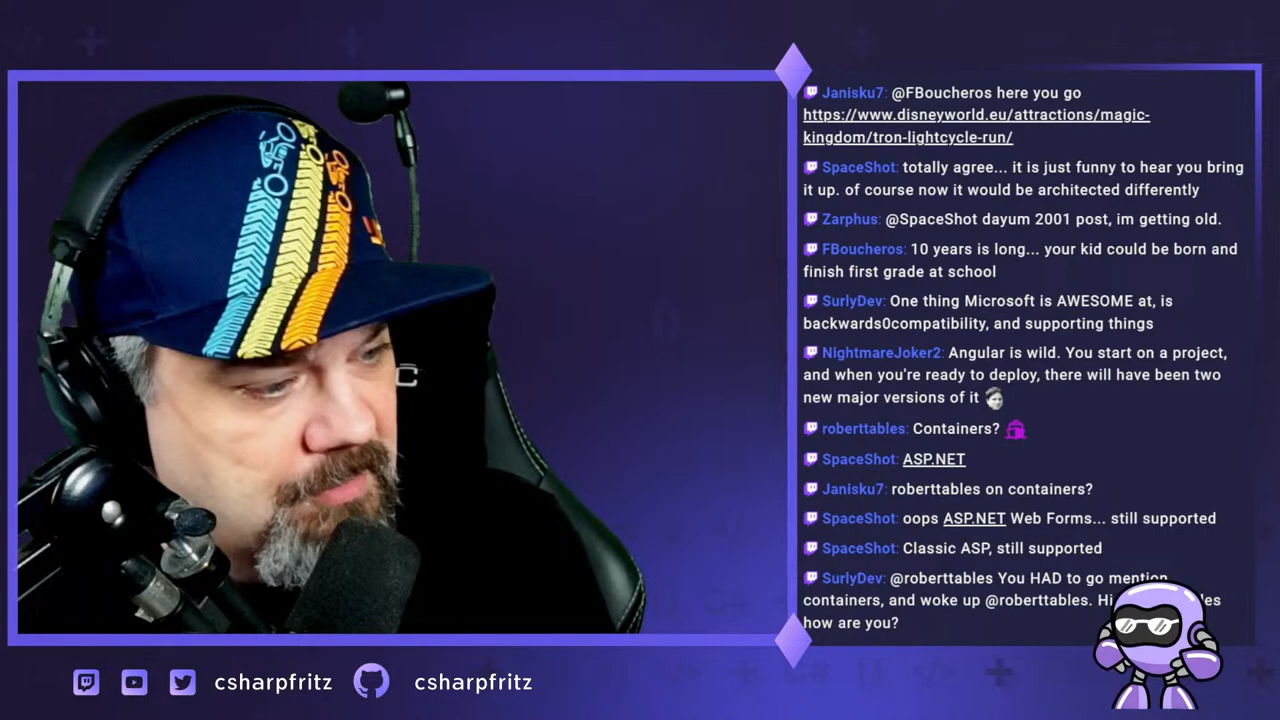 Janisku7: @FBoucheros here you go
https://www.disneyworld.eu/attractions/magic-
kingdom/tron-lightcycle-run/
SpaceShot: totally agree... it is just funny to hear you bring
it up. of course now it would be architected differently
Zarphus: @SpaceShot dayum 2001 post, im getting old.
FBoucheros: 10 years is long... your kid could be born and
finish first grade at school
SurlyDev: One thing Microsoft is AWESOME at, is
backwards0compatibility, and supporting things
NightmareJoker2: Angular is wild. You start on a project,
and when you're ready to deploy, there will have been two
new major versions of it
roberttables: Containers?
SpaceShot: ASP.NET
Janisku7: roberttables on containers?
SpaceShot: oops ASP.NET Web Forms... still supported
SpaceShot: Classic ASP, still supported
SurlyDev: @roberttables You HAD to go mention
containers, and woke up @roberttables. Hi
how are you?
csharpfritz
csharpfritz